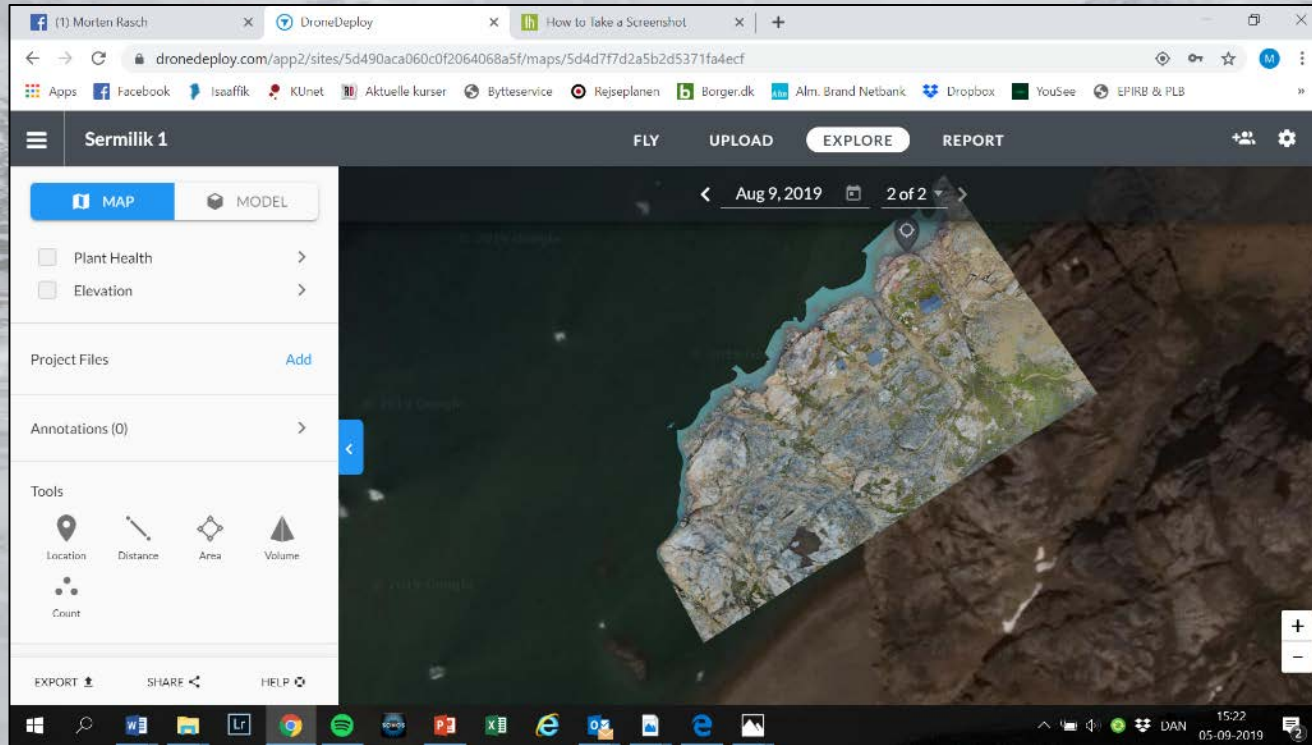 (1) Morten Rasch
DroneDeploy
How to Take a Screenshot
dronedeploy.com/app2/sites/5d490aca060c0f2064068a5f/maps/5d4d7f7d2a5b2d5371fa4ecf
M
Apps Facebook Isaaffik KUnet Aktuelle kurser Bytteservice Rejseplanen Borger.dk Alm. Brand Netbank Dropbox YouSee EPIRB & PLB
Sermilik 1 FLY UPLOAD EXPLORE REPORT
MAP MODEL
Aug 9, 2019 2 of 2
Plant Health
Elevation
Project Files Add
Annotations (0)
Tools
Location Distance Area Volume
Count
EXPORT SHARE HELP
DAN
15:22
05-09-2019